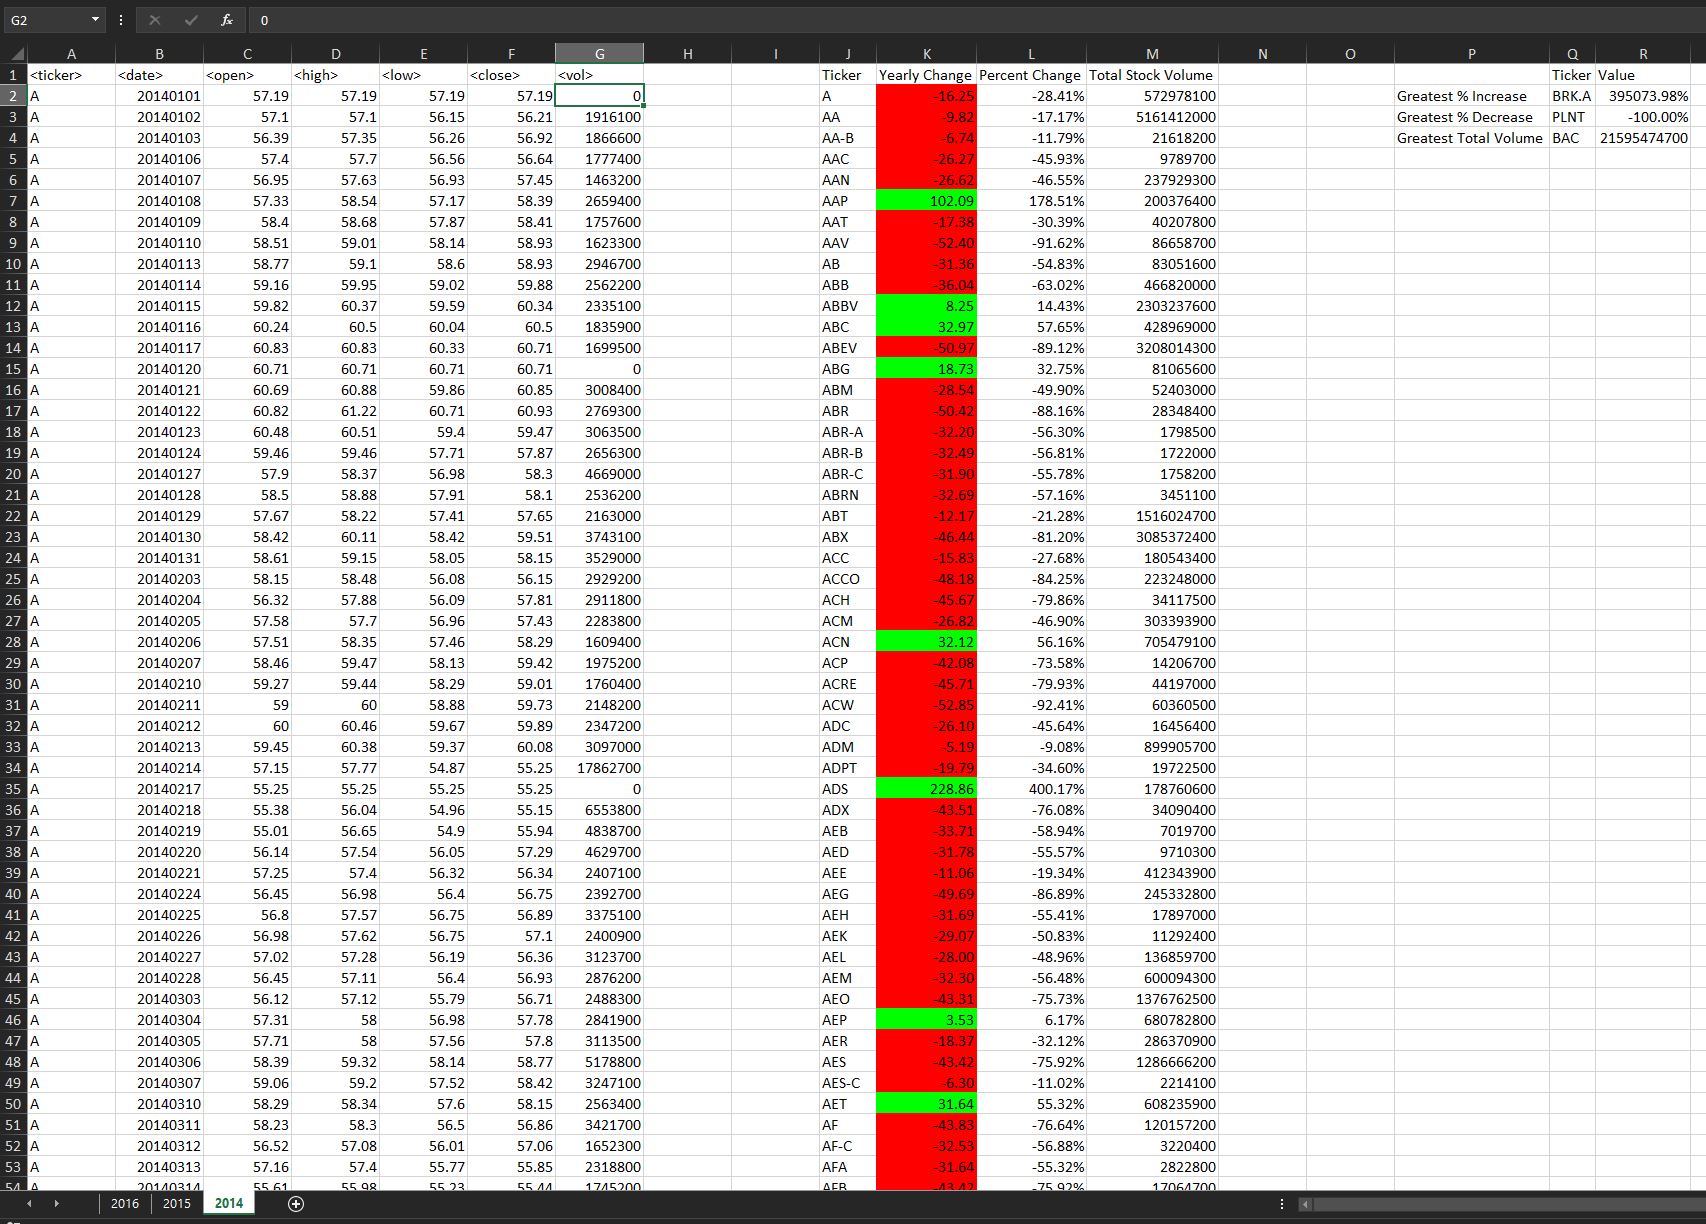 G2 fx 0
A B C D E F G H I J K L M N O P Q R
1 <ticker> <date> <open> <high> <low> <close> <vol> Ticker Yearly Change Percent Change Total Stock Volume Ticker Value
2 A 20140101 57.19 57.19 57.19 57.19 0 A -16.25 -28.41% 572978100 Greatest % Increase BRK.A 395073.98%
3 A 20140102 57.1 57.1 56.15 56.21 1916100 AA -9.82 -17.17% 5161412000 Greatest % Decrease PLNT -100.00%
4 A 20140103 56.39 57.35 56.26 56.92 1866600 AA-B -6.74 -11.79% 21618200 Greatest Total Volume BAC 21595474700
5 A 20140106 57.4 57.7 56.56 56.64 1777400 AAC -26.27 -45.93% 9789700
6 A 20140107 56.95 57.63 56.93 57.45 1463200 AAN -26.62 -46.55% 237929300
7 A 20140108 57.33 58.54 57.17 58.39 2659400 AAP 102.09 178.51% 200376400
8 A 20140109 58.4 58.68 57.87 58.41 1757600 AAT -17.38 -30.39% 40207800
9 A 20140110 58.51 59.01 58.14 58.93 1623300 AAV -52.40 -91.62% 86658700
10 A 20140113 58.77 59.1 58.6 58.93 2946700 AB -31.36 -54.83% 83051600
11 A 20140114 59.16 59.95 59.02 59.88 2562200 ABB -36.04 -63.02% 466820000
12 A 20140115 59.82 60.37 59.59 60.34 2335100 ABBV 8.25 14.43% 2303237600
13 A 20140116 60.24 60.5 60.04 60.5 1835900 ABC 32.97 57.65% 428969000
14 A 20140117 60.83 60.83 60.33 60.71 1699500 ABEV -50.97 -89.12% 3208014300
15 A 20140120 60.71 60.71 60.71 60.71 0 ABG 18.73 32.75% 81065600
16 A 20140121 60.69 60.88 59.86 60.85 3008400 ABM -28.54 -49.90% 52403000
17 A 20140122 60.82 61.22 60.71 60.93 2769300 ABR -50.42 -88.16% 28348400
18 A 20140123 60.48 60.51 59.4 59.47 3063500 ABR-A -32.20 -56.30% 1798500
19 A 20140124 59.46 59.46 57.71 57.87 2656300 ABR-B -32.49 -56.81% 1722000
20 A 20140127 57.9 58.37 56.98 58.3 4669000 ABR-C -31.90 -55.78% 1758200
21 A 20140128 58.5 58.88 57.91 58.1 2536200 ABRN -32.69 -57.16% 3451100
22 A 20140129 57.67 58.22 57.41 57.65 2163000 ABT -12.17 -21.28% 1516024700
23 A 20140130 58.42 60.11 58.42 59.51 3743100 ABX -46.44 -81.20% 3085372400
24 A 20140131 58.61 59.15 58.05 58.15 3529000 ACC -15.83 -27.68% 180543400
25 A 20140203 58.15 58.48 56.08 56.15 2929200 ACCO -48.18 -84.25% 223248000
26 A 20140204 56.32 57.88 56.09 57.81 2911800 ACH -45.67 -79.86% 34117500
27 A 20140205 57.58 57.7 56.96 57.43 2283800 ACM -26.82 -46.90% 303393900
28 A 20140206 57.51 58.35 57.46 58.29 1609400 ACN 32.12 56.16% 705479100
29 A 20140207 58.46 59.47 58.13 59.42 1975200 ACP -42.08 -73.58% 14206700
30 A 20140210 59.27 59.44 58.29 59.01 1760400 ACRE -45.71 -79.93% 44197000
31 A 20140211 59 60 58.88 59.73 2148200 ACW -52.85 -92.41% 60360500
32 A 20140212 60 60.46 59.67 59.89 2347200 ADC -26.10 -45.64% 16456400
33 A 20140213 59.45 60.38 59.37 60.08 3097000 ADM -5.19 -9.08% 899905700
34 A 20140214 57.15 57.77 54.87 55.25 17862700 ADPT -19.79 -34.60% 19722500
35 A 20140217 55.25 55.25 55.25 55.25 0 ADS 228.86 400.17% 178760600
36 A 20140218 55.38 56.04 54.96 55.15 6553800 ADX -43.51 -76.08% 34090400
37 A 20140219 55.01 56.65 54.9 55.94 4838700 AEB -33.71 -58.94% 7019700
38 A 20140220 56.14 57.54 56.05 57.29 4629700 AED -31.78 -55.57% 9710300
39 A 20140221 57.25 57.4 56.32 56.34 2407100 AEE -11.06 -19.34% 412343900
40 A 20140224 56.45 56.98 56.4 56.75 2392700 AEG -49.69 -86.89% 245332800
41 A 20140225 56.8 57.57 56.75 56.89 3375100 AEH -31.69 -55.41% 17897000
42 A 20140226 56.98 57.62 56.75 57.1 2400900 AEK -29.07 -50.83% 11292400
43 A 20140227 57.02 57.28 56.19 56.36 3123700 AEL -28.00 -48.96% 136859700
44 A 20140228 56.45 57.11 56.4 56.93 2876200 AEM -32.30 -56.48% 600094300
45 A 20140303 56.12 57.12 55.79 56.71 2488300 AEO -43.31 -75.73% 1376762500
46 A 20140304 57.31 58 56.98 57.78 2841900 AEP 3.53 6.17% 680782800
47 A 20140305 57.71 58 57.56 57.8 3113500 AER -18.37 -32.12% 286370900
48 A 20140306 58.39 59.32 58.14 58.77 5178800 AES -43.42 -75.92% 1286666200
49 A 20140307 59.06 59.2 57.52 58.42 3247100 AES-C -6.30 -11.02% 2214100
50 A 20140310 58.29 58.34 57.6 58.15 2563400 AET 31.64 55.32% 608235900
51 A 20140311 58.23 58.3 56.5 56.86 3421700 AF -43.83 -76.64% 120157200
52 A 20140312 56.52 57.08 56.01 57.06 1652300 AF-C -32.53 -56.88% 3220400
53 A 20140313 57.16 57.4 55.77 55.85 2318800 AFA -31.64 -55.32% 2822800
54 A 20140314 55.61 55.98 55.23 55.44 1745200 AFB -43.42 -75.92% 17064700
2016 2015 2014